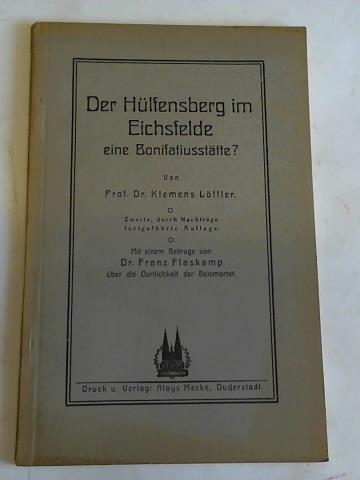 Der Hülfensberg im
Eichsfelde
eine Bonifatiusstätte?
Von
Prof. Dr. Klemens Löffler.
Zweite, durch Nachträge
fortgeführte Auflage.
Mit einem Beitrage von
Dr. Franz Flaskamp
über die Oertlichkeit der Geismartat.
Druck u. Verlag: Aloys Mecke, Duderstadt.